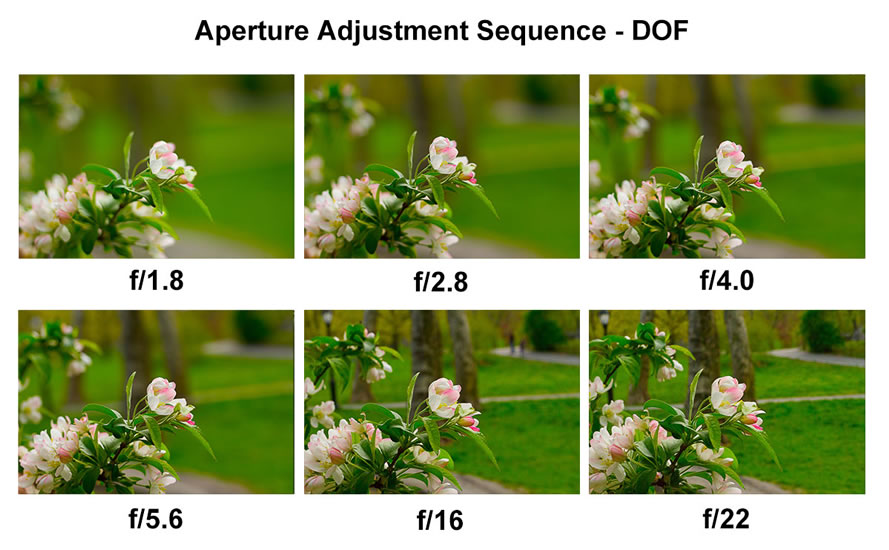 Aperture Adjustment Sequence - DOF
f/1.8
f/2.8
f/4.0
f/5.6
f/16
f/22